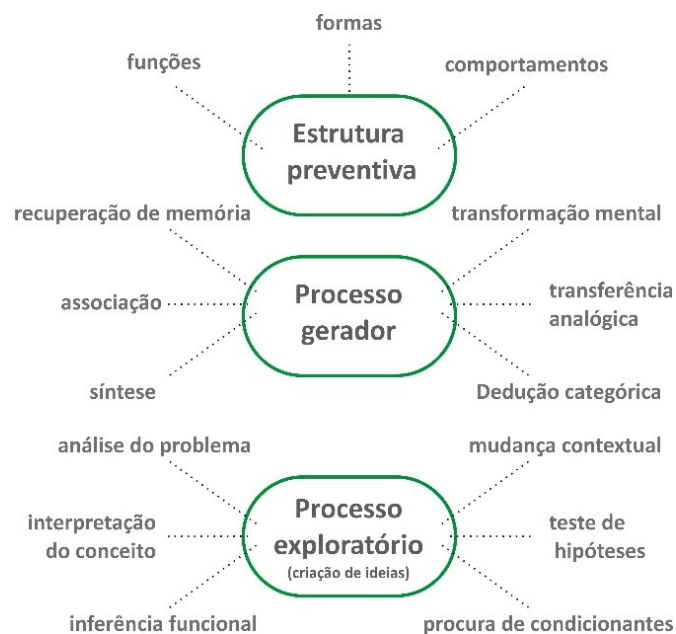 formas
funções
comportamentos
Estrutura
preventiva
recuperação de memória
transformação mental
associação
Processo
gerador
transferência
analógica
síntese
Dedução categórica
análise do problema
mudança contextual
interpretação
do conceito
Processo
exploratório
(criação de ideias)
teste de
hipóteses
inferência funcional
procura de condicionantes